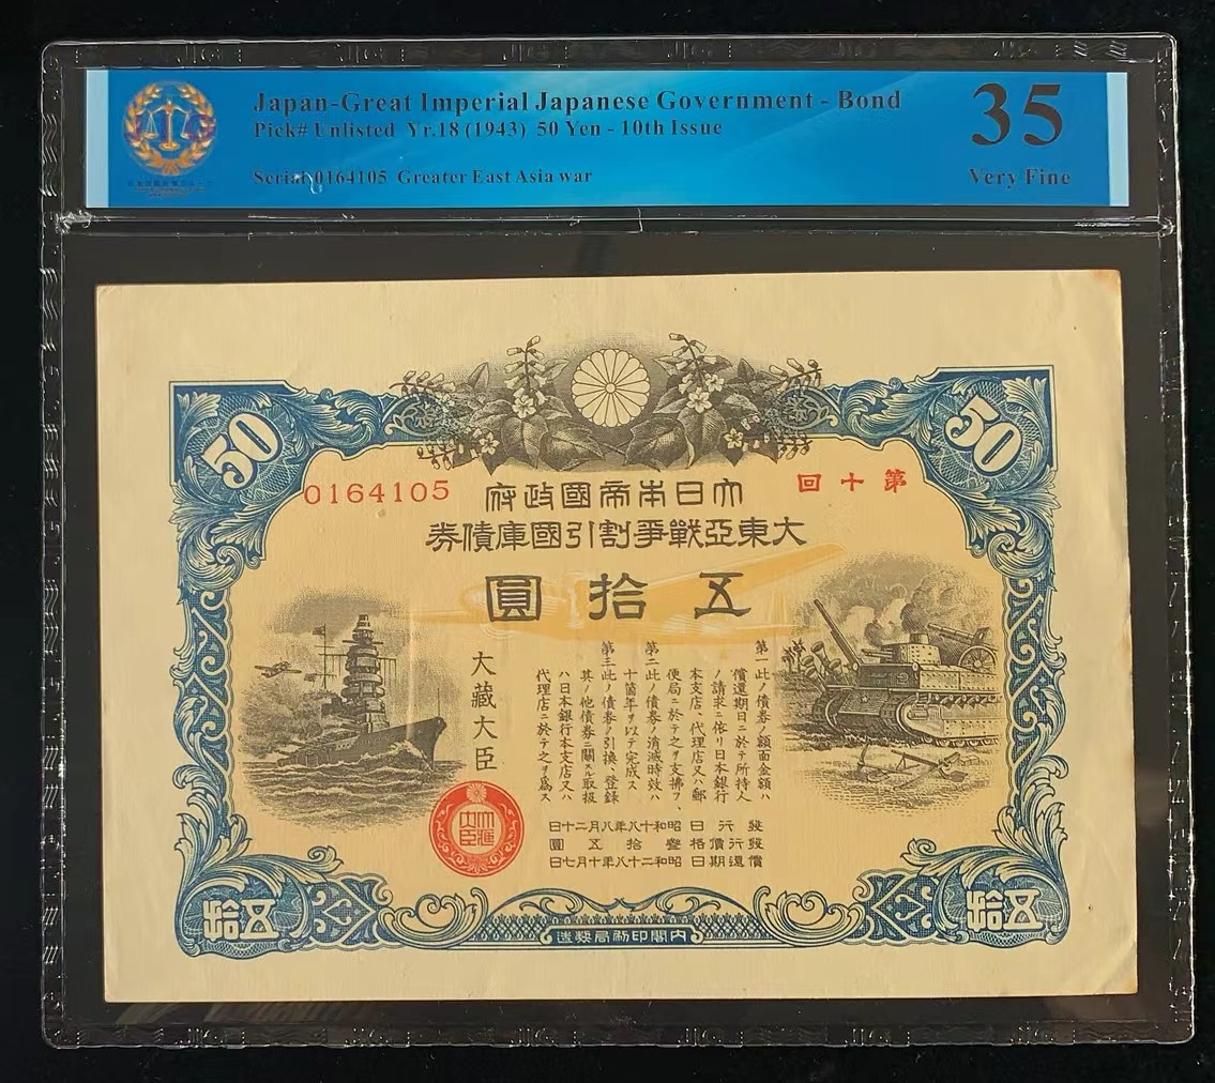 Japan-Great Imperial Japanese Government - Bond
Pick# Unlisted Yr.18 (1943) 50 Yen - 10th Issue
Serial 0164105 Greater East Asia war
35
Very Fine
50
50
第十回
0164105
大日本帝國政府
大東亞戰爭割引國庫債券
五拾圓
第一此ノ債券ノ額面金額ハ
償還期日ニ於テ所持人
ノ請求ニ依リ日本銀行
本支店、代理店又ハ郵
便局ニ於テ之ヲ支拂フ、
第二此ノ債券ノ消滅時效ハ
十箇年ヲ以テ完成ス
第三此ノ債券ノ引換、登錄
其ノ他債券ニ關スル取扱
ハ日本銀行本支店又ハ
代理店ニ於テ之ヲ爲ス
大藏大臣
大藏大臣
發行日 昭和十八年八月二十日
發行價格 叁拾五圓
償還期日 昭和二十八年十月七日
五拾
五拾
內閣印刷局製造